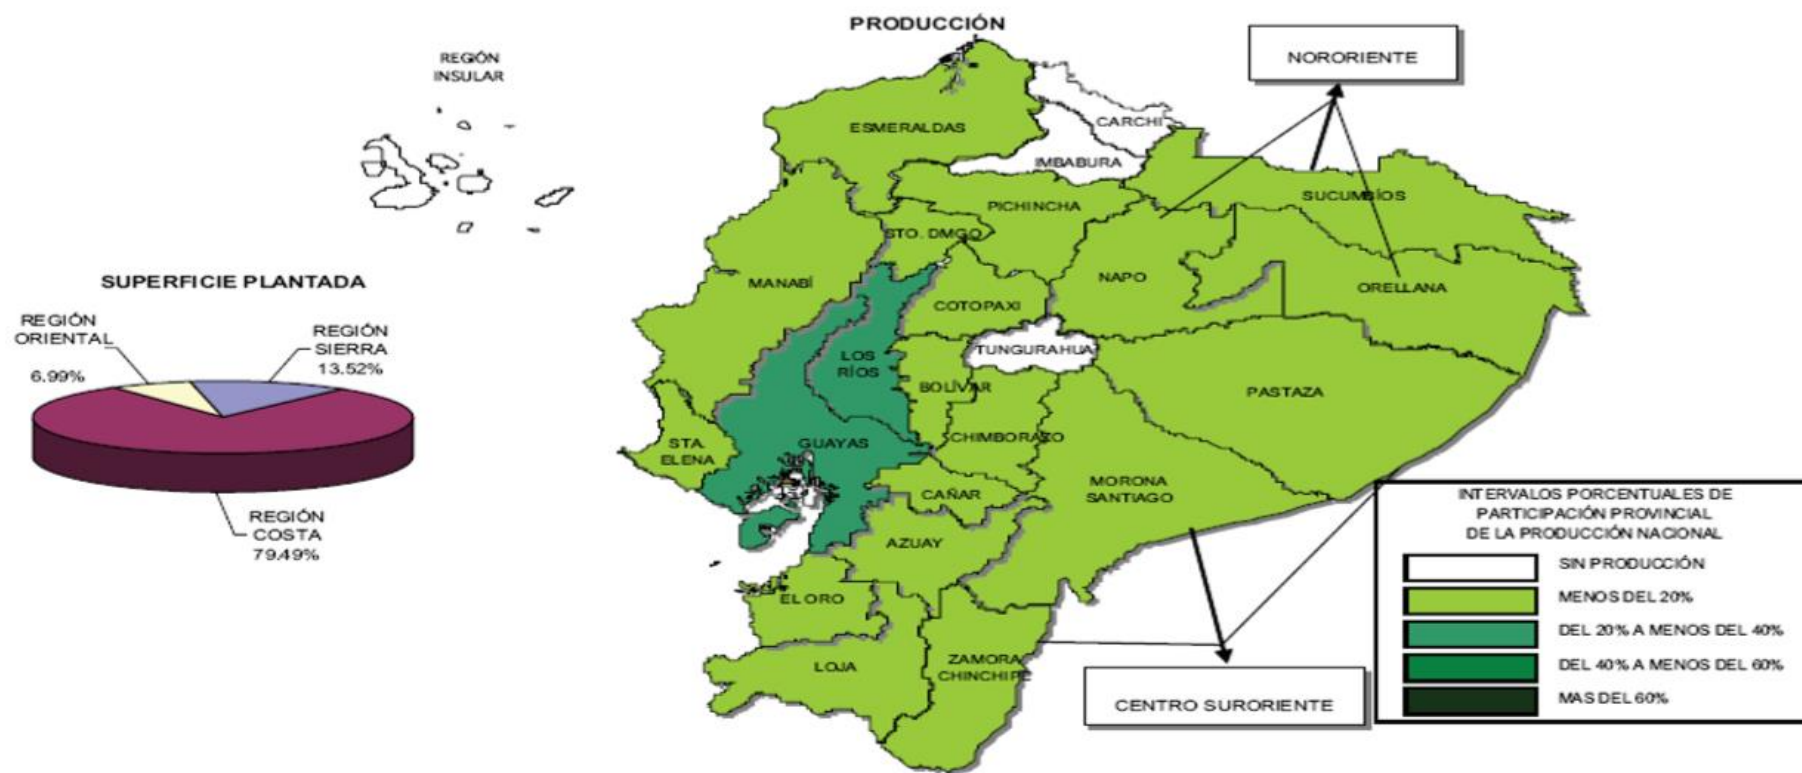 PRODUCCIÓN
REGIÓN
INSULAR
NORORIENTE
ESMERALDAS
CARCHI
IMBABURA
SUCUMBÍOS
PICHINCHA
STO. DMGO
MANABÍ
NAPO
ORELLANA
COTOPAXI
SUPERFICIE PLANTADA
REGIÓN
ORIENTAL
6.99%
REGIÓN
SIERRA
13.52%
REGIÓN
COSTA
79.49%
TUNGURAHUA
LOS
RÍOS
BOLÍVAR
PASTAZA
STA.
ELENA
GUAYAS
CHIMBORAZO
MORONA
SANTIAGO
CAÑAR
AZUAY
EL ORO
LOJA
ZAMORA
CHINCHIPE
CENTRO SURORIENTE
INTERVALOS PORCENTUALES DE
PARTICIPACIÓN PROVINCIAL
DE LA PRODUCCIÓN NACIONAL
SIN PRODUCCIÓN
MENOS DEL 20%
DEL 20% A MENOS DEL 40%
DEL 40% A MENOS DEL 60%
MAS DEL 60%